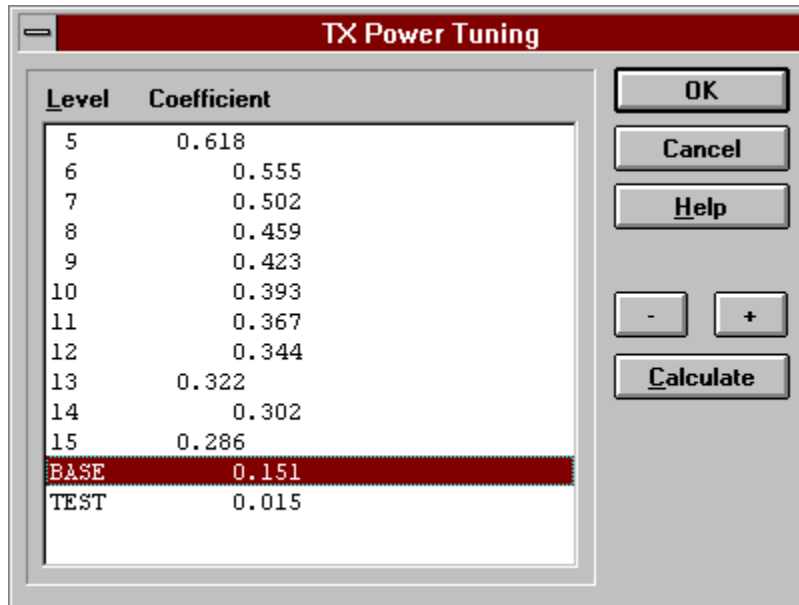 TX Power Tuning
Level Coefficient
5 0.618
6 0.555
7 0.502
8 0.459
9 0.423
10 0.393
11 0.367
12 0.344
13 0.322
14 0.302
15 0.286
BASE 0.151
TEST 0.015
OK
Cancel
Help
- +
Calculate